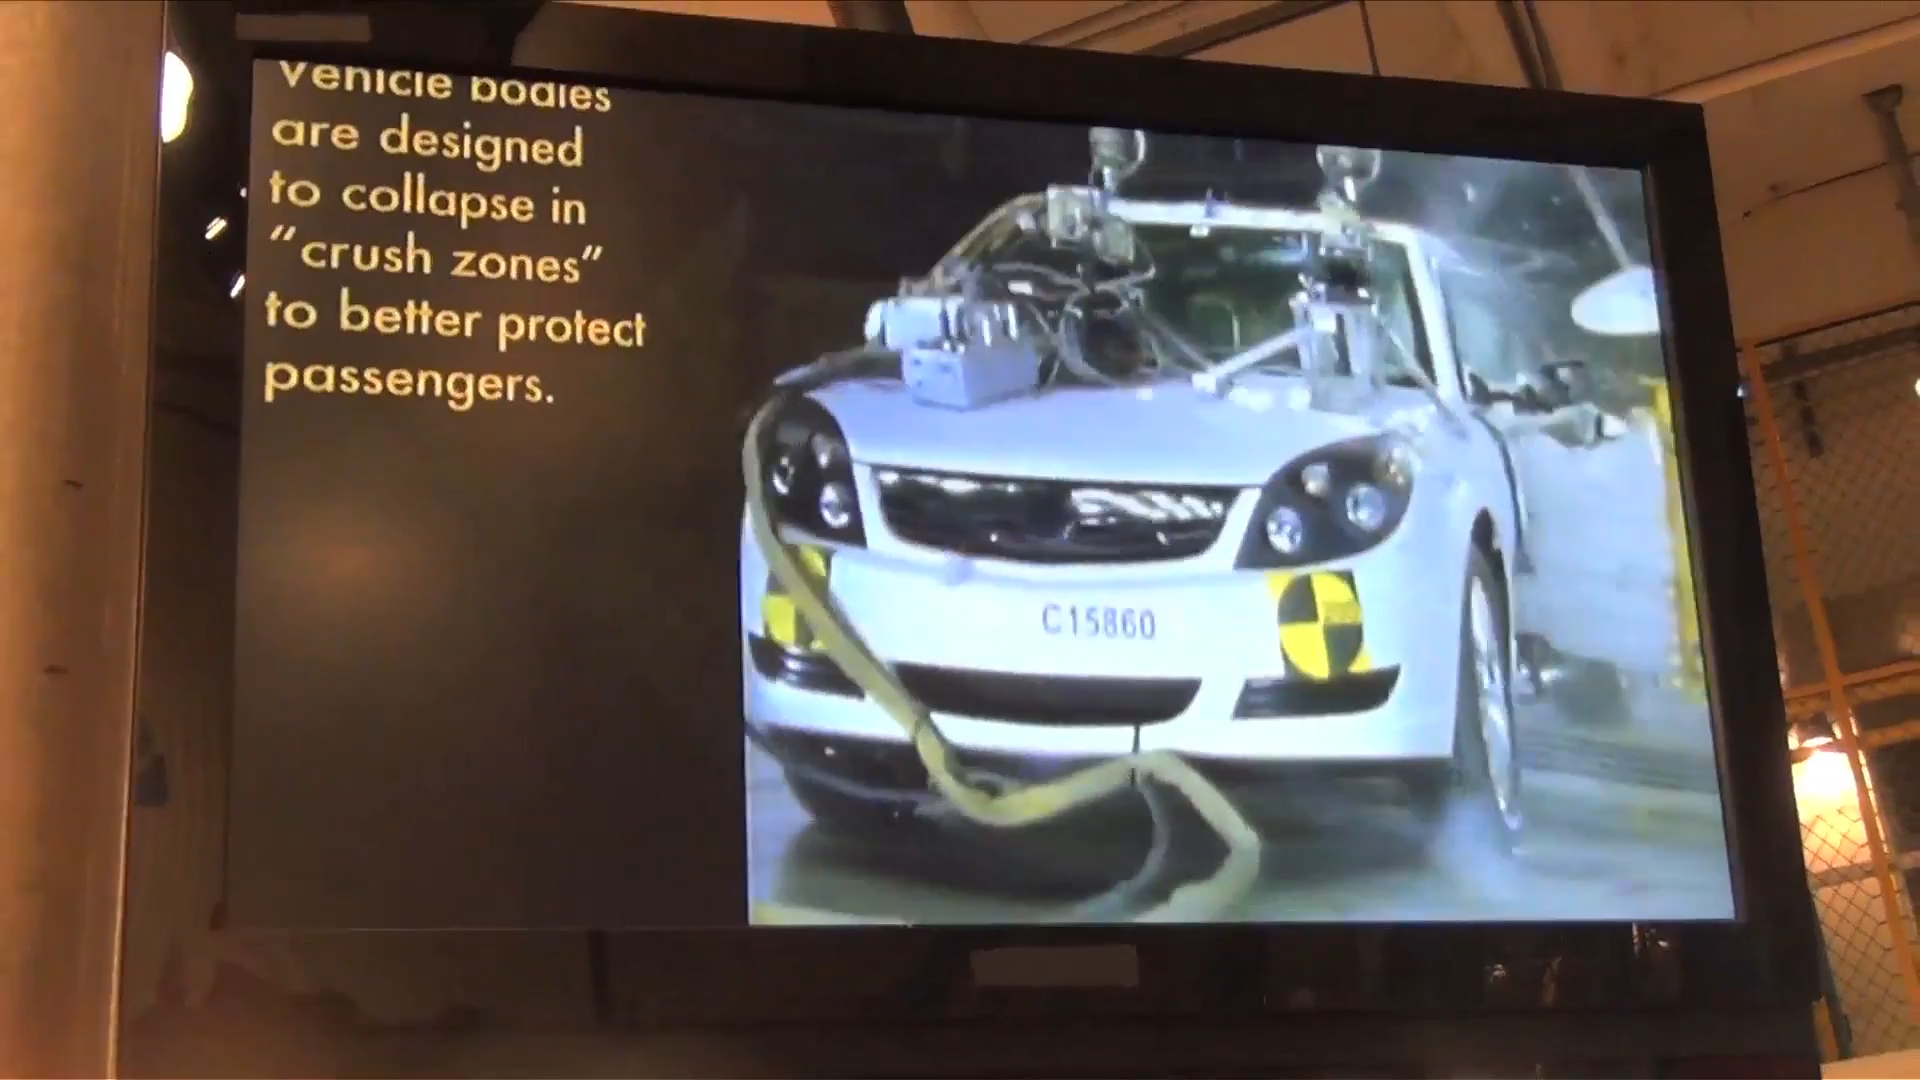 Vehicle bodies
are designed
to collapse in
“crush zones”
to better protect
passengers.
C15860